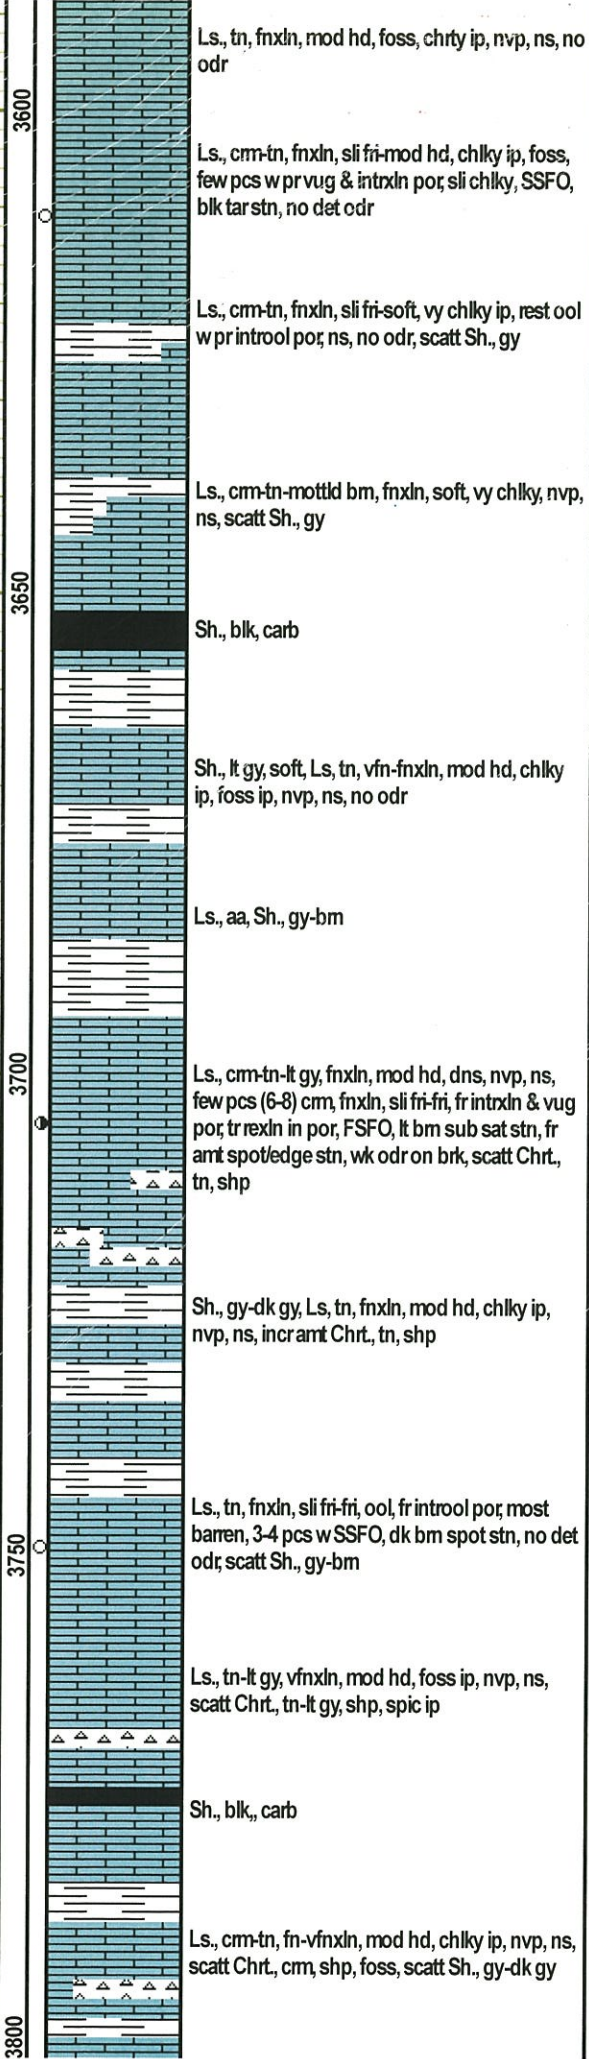 Ls., tn, fnxln, mod hd, foss, chrty ip, nvp, ns, no
odr
3600
Ls., crm-tn, fnxln, sli fri-mod hd, chlky ip, foss,
few pcs w pr vug & intrxln por, sli chlky, SSFO,
blk tar stn, no det odr
Ls., crm-tn, fnxln, sli fri-soft, vy chlky ip, rest ool
w pr introol por, ns, no odr, scatt Sh., gy
Ls., crm-tn-mottld brn, fnxln, soft, vy chlky, nvp,
ns, scatt Sh., gy
3650
Sh., blk, carb
Sh., lt gy, soft, Ls, tn, vfn-fnxln, mod hd, chlky
ip, foss ip, nvp, ns, no odr
Ls., aa, Sh., gy-brn
3700
Ls., crm-tn-lt gy, fnxln, mod hd, dns, nvp, ns,
few pcs (6-8) crm, fnxln, sli fri-fri, fr intrxln & vug
por, tr rexln in por, FSFO, lt brn sub sat stn, fr
amt spot/edge stn, wk odr on brk, scatt Chrt.,
tn, shp
Sh., gy-dk gy, Ls, tn, fnxln, mod hd, chlky ip,
nvp, ns, incr amt Chrt., tn, shp
Ls., tn, fnxln, sli fri-fri, ool, fr introol por, most
barren, 3-4 pcs w SSFO, dk brn spot stn, no det
odr, scatt Sh., gy-brn
3750
Ls., tn-lt gy, vfnxln, mod hd, foss ip, nvp, ns,
scatt Chrt., tn-lt gy, shp, spic ip
Sh., blk,, carb
Ls., crm-tn, fn-vfnxln, mod hd, chlky ip, nvp, ns,
scatt Chrt., crm, shp, foss, scatt Sh., gy-dk gy
3800